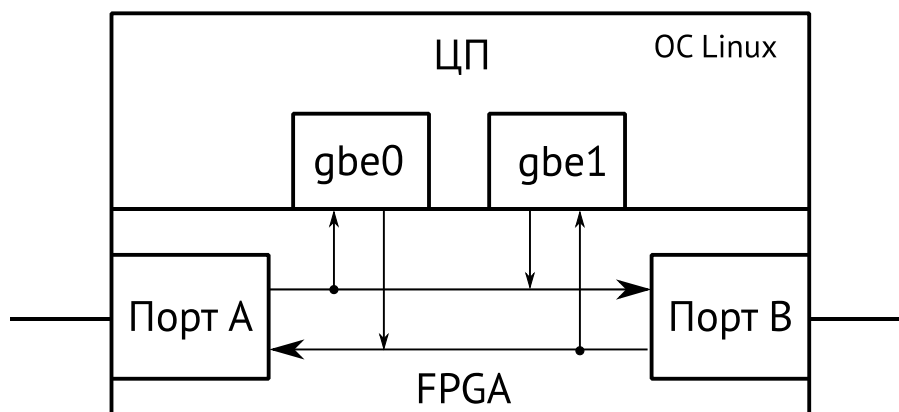 ЦП
ОС Linux
gbe0
gbe1
Порт А
Порт В
FPGA